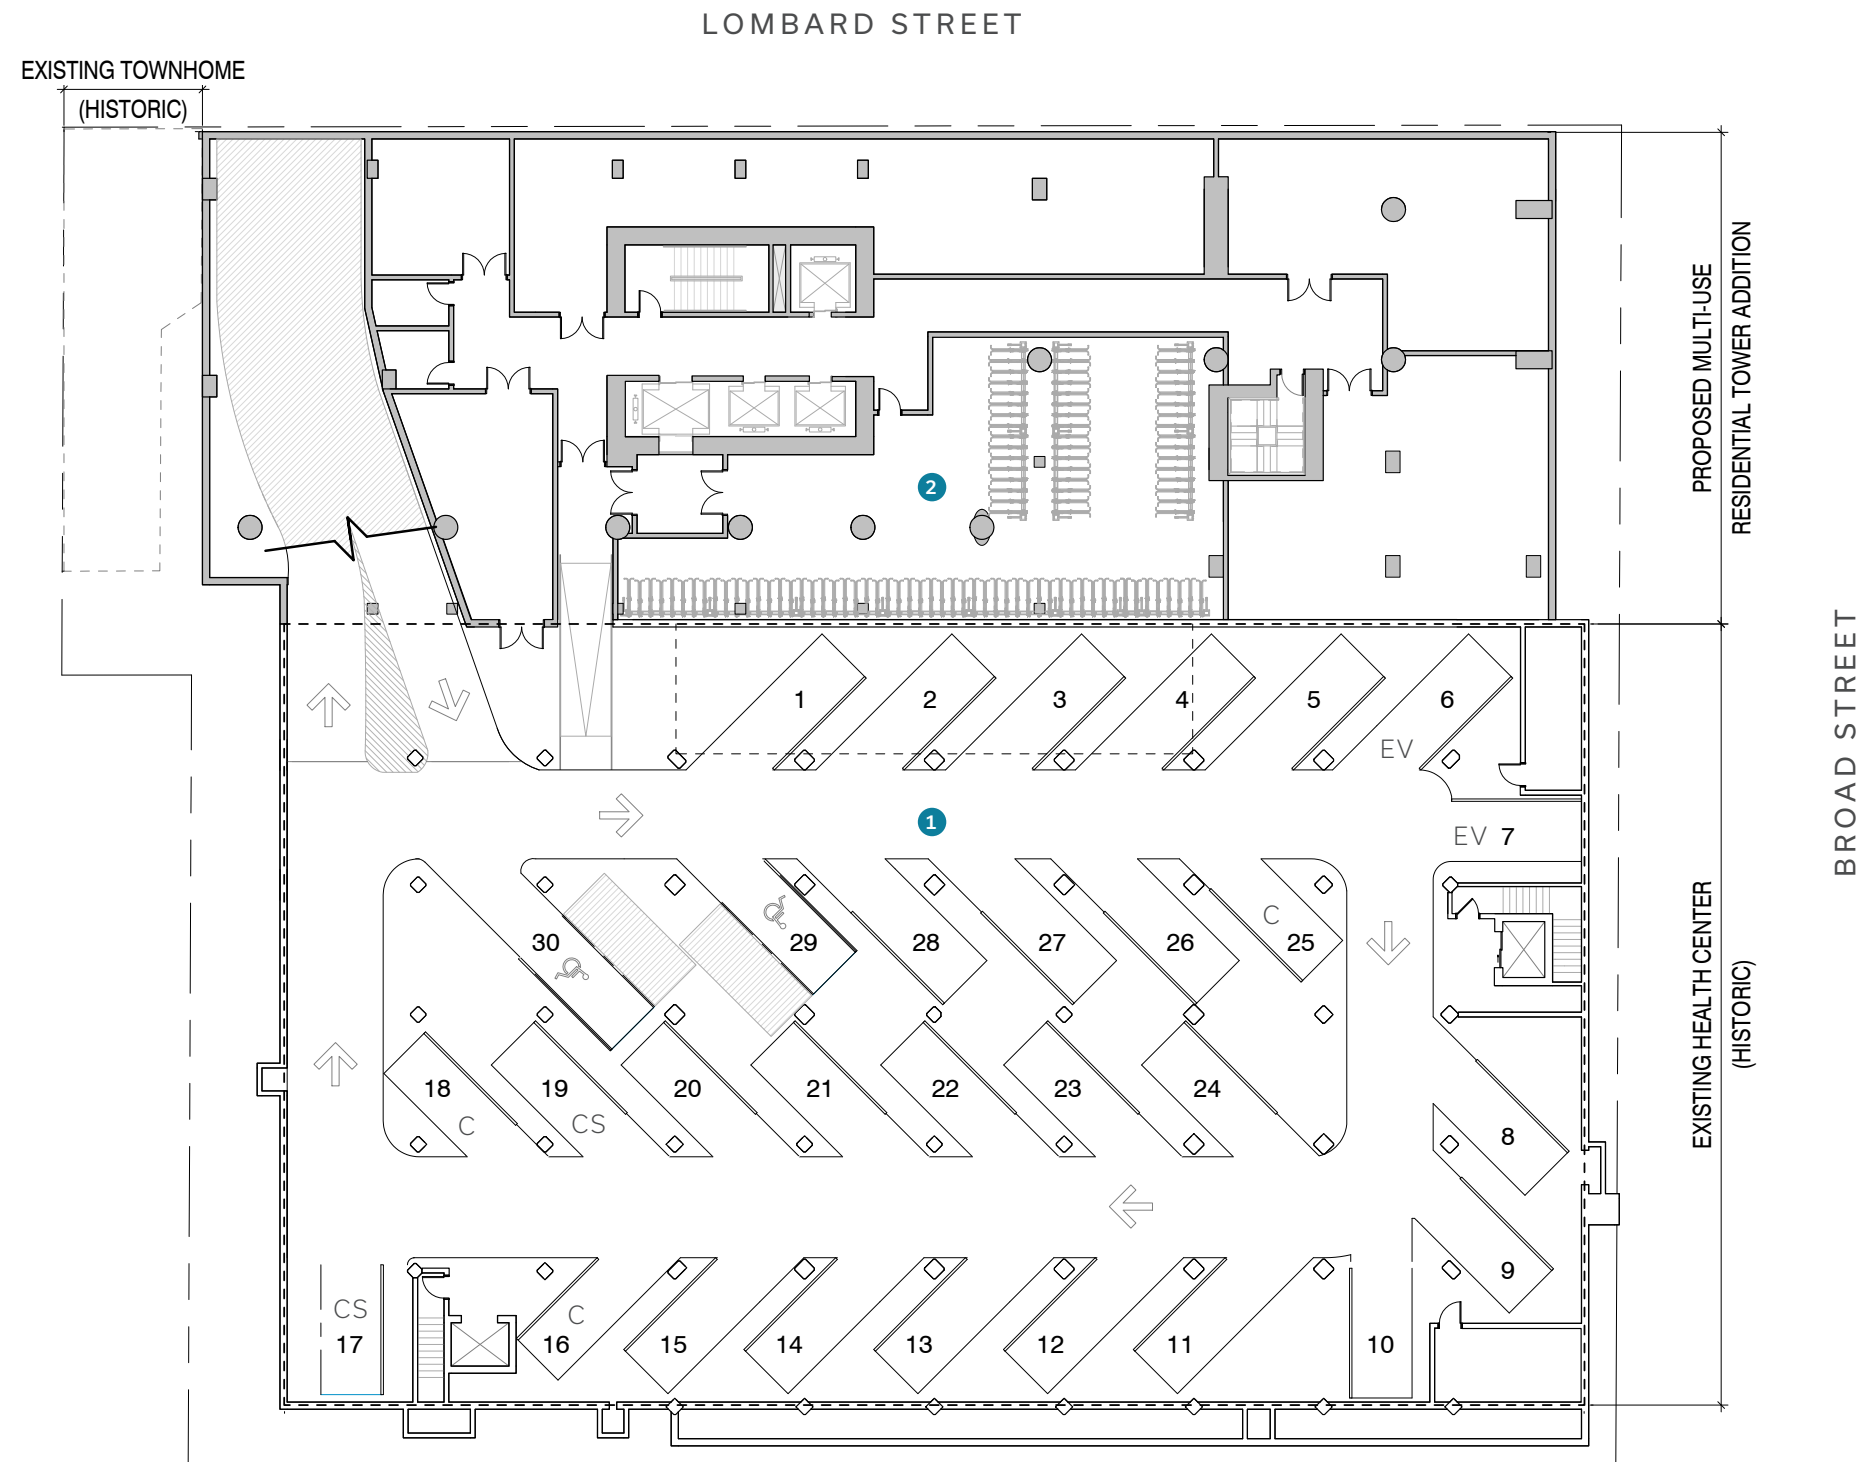 LOMBARD STREET
EXISTING TOWNHOME
(HISTORIC)
PROPOSED MULTI-USE
RESIDENTIAL TOWER ADDITION
2
1 2 3 4 5 6
EV
1
EV 7
BROAD STREET
30 29 28 27 26 C 25
EXISTING HEALTH CENTER
(HISTORIC)
18 19 20 21 22 23 24
C CS
8
9
CS
17
C
16 15 14 13 12 11 10